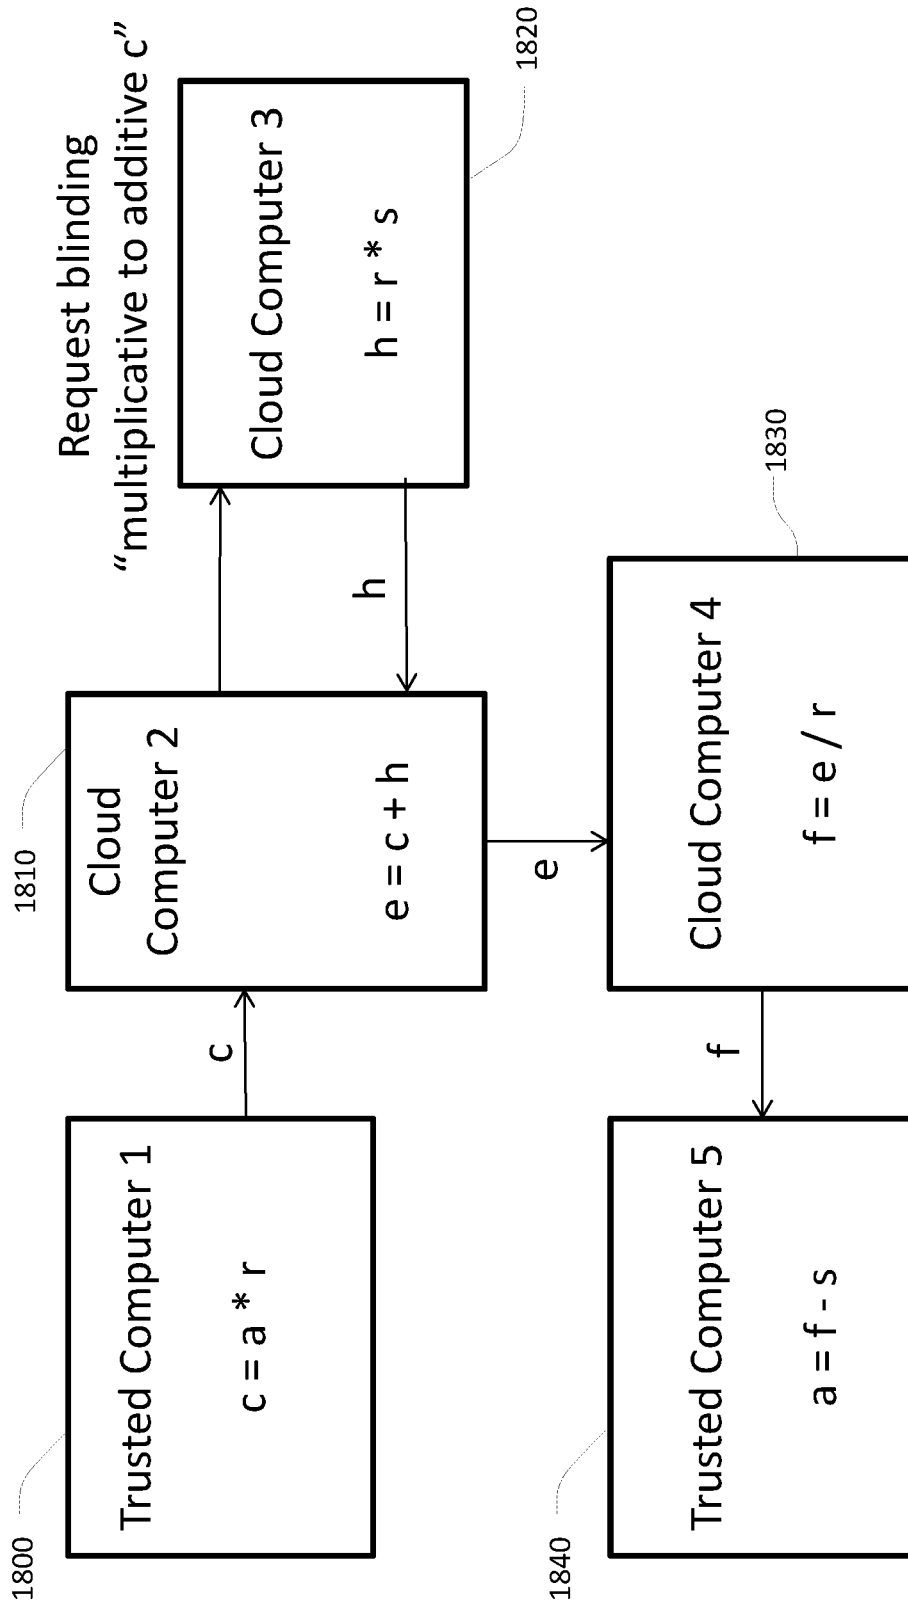 Request blinding
“multiplicative to additive c”
1800
Trusted Computer 1
c = a * r
c
1810
Cloud
Computer 2
e = c + h
h
Cloud Computer 3
h = r * s
1820
e
1840
Trusted Computer 5
a = f - s
f
Cloud Computer 4
f = e / r
1830